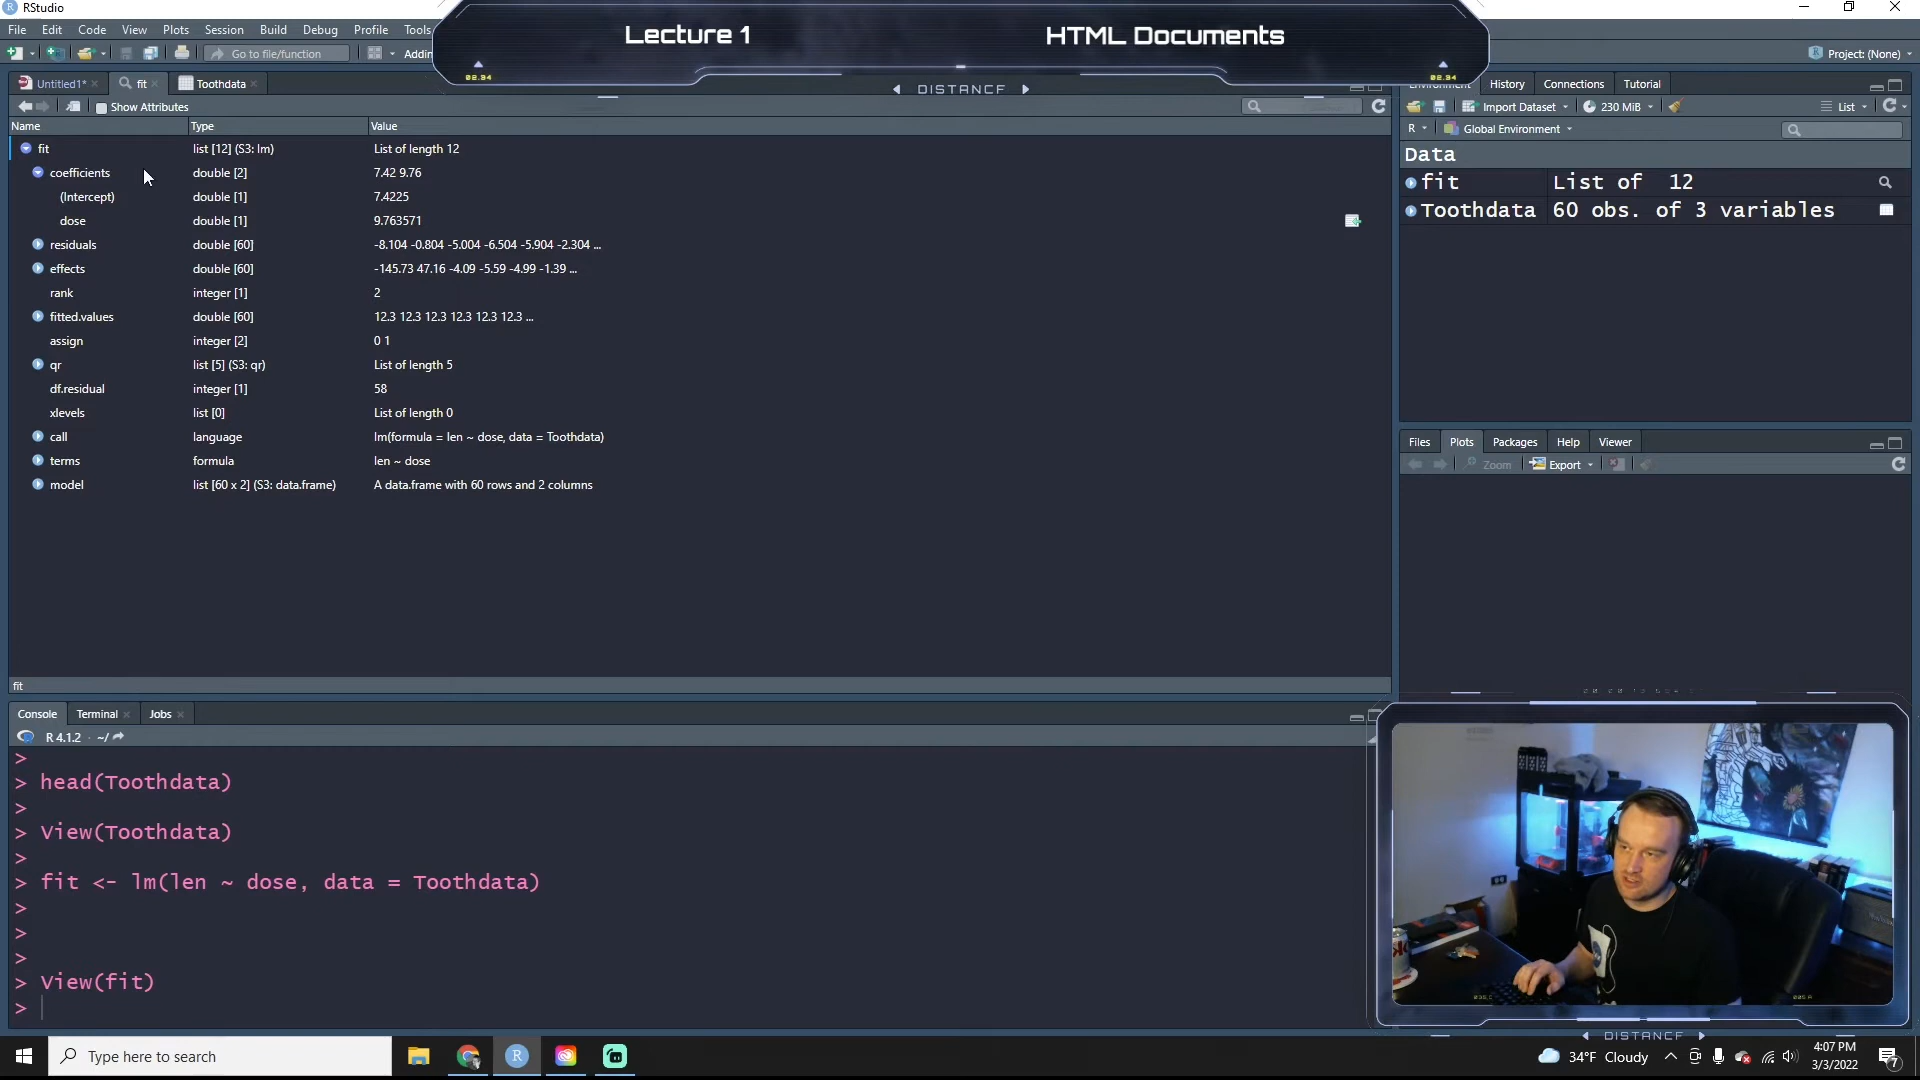 RStudio
File Edit Code View Plots Session Build Debug Profile Tools
Lecture 1 HTML Documents
Go to file/function Addin
Project: (None)
02.94 02.94
DISTANCE
Untitled1* fit Toothdata
Environment History Connections Tutorial
Show Attributes
Import Dataset 230 MiB List
R Global Environment
Name Type Value
fit list [12] (S3: lm) List of length 12
coefficients double [2] 7.42 9.76
(Intercept) double [1] 7.4225
dose double [1] 9.763571
residuals double [60] -8.104 -0.804 -5.004 -6.504 -5.904 -2.304 ...
effects double [60] -145.73 47.16 -4.09 -5.59 -4.99 -1.39 ...
rank integer [1] 2
fitted.values double [60] 12.3 12.3 12.3 12.3 12.3 12.3 ...
assign integer [2] 0 1
qr list [5] (S3: qr) List of length 5
df.residual integer [1] 58
xlevels list [0] List of length 0
call language lm(formula = len ~ dose, data = Toothdata)
terms formula len ~ dose
model list [60 x 2] (S3: data.frame) A data.frame with 60 rows and 2 columns
fit
Data
fit List of 12
Toothdata 60 obs. of 3 variables
Files Plots Packages Help Viewer
Zoom Export
Console Terminal Jobs
R 4.1.2 · ~/
>
> head(Toothdata)
>
> View(Toothdata)
>
> fit <- lm(len ~ dose, data = Toothdata)
>
>
>
> View(fit)
>
DISTANCE
Type here to search
34°F Cloudy
4:07 PM
3/3/2022
7